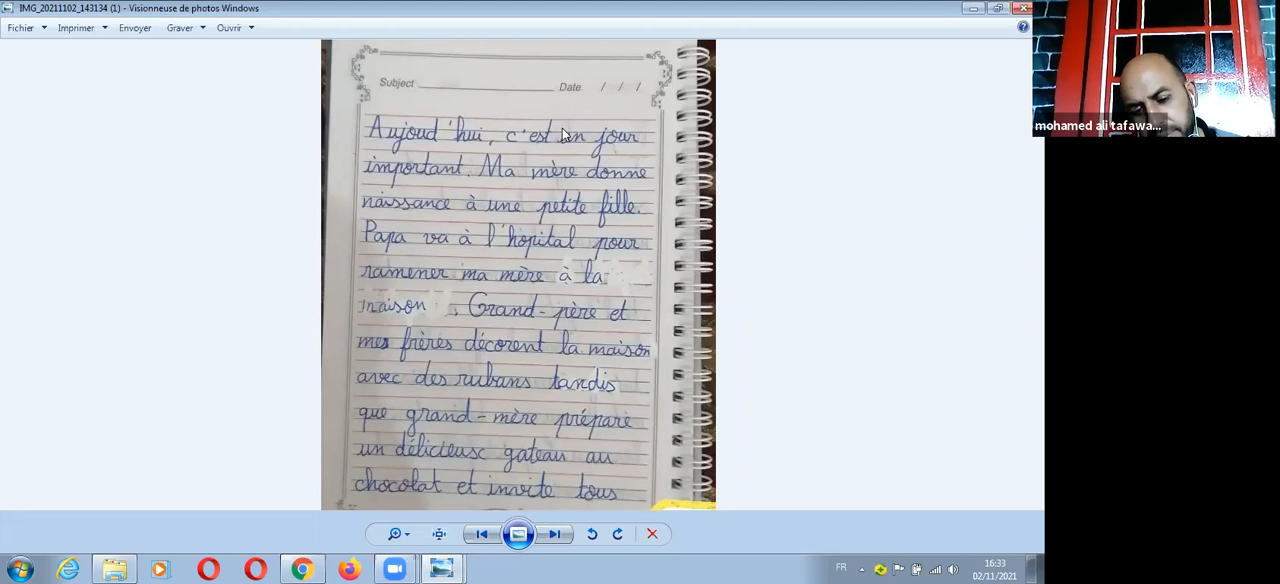 IMG_20211102_143134 (1) - Visionneuse de photos Windows
Fichier Imprimer Envoyer Graver Ouvrir
mohamed ali tafawa...
Subject Date / / /
Aujoud'hui, c'est un jour
important. Ma mère donne
naissance à une petite fille.
Papa va à l'hôpital pour
ramener ma mère à la
maison. Grand-père et
mes frères décorent la maison
avec des rubans tandis
que grand-mère prépare
un délicieux gateau au
chocolat et invite tous
FR 16:33
02/11/2021